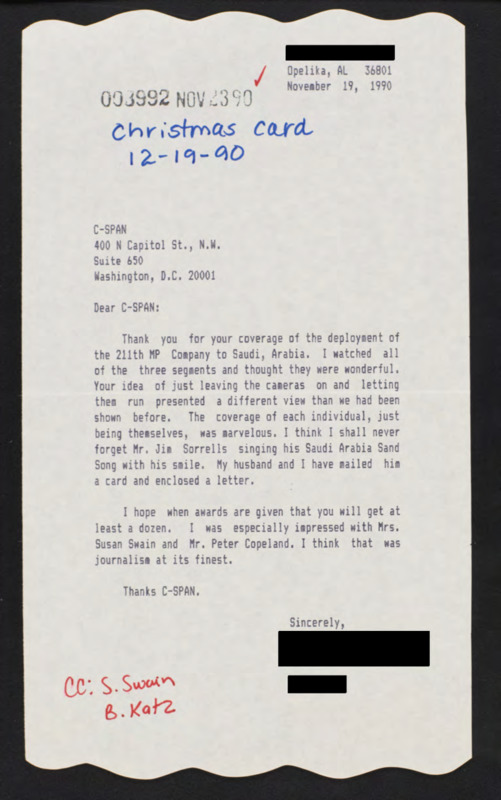 Opelika, AL 36801
November 19, 1990
003992 NOV 23 90
Christmas card
12-19-90
C-SPAN
400 N Capitol St., N.W.
Suite 650
Washington, D.C. 20001
Dear C-SPAN:
Thank you for your coverage of the deployment of
the 211th MP Company to Saudi, Arabia. I watched all
of the three segments and thought they were wonderful.
Your idea of just leaving the cameras on and letting
them run presented a different view than we had been
shown before. The coverage of each individual, just
being themselves, was marvelous. I think I shall never
forget Mr. Jim Sorrells singing his Saudi Arabia Sand
Song with his smile. My husband and I have mailed him
a card and enclosed a letter.
I hope when awards are given that you will get at
least a dozen. I was especially impressed with Mrs.
Susan Swain and Mr. Peter Copeland. I think that was
journalism at its finest.
Thanks C-SPAN.
Sincerely,
CC: S. Swain
B. Katz